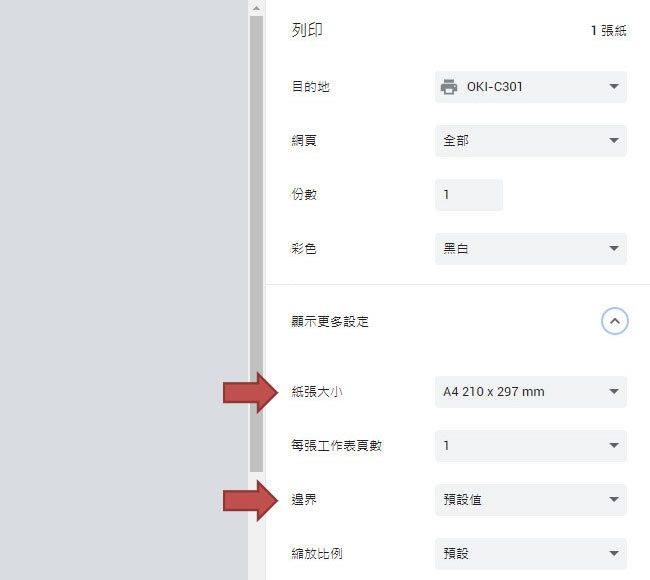 列印 1 張紙
目的地 OKI-C301
網頁 全部
份數 1
彩色 黑白
顯示更多設定
紙張大小 A4 210 x 297 mm
每張工作表頁數 1
邊界 預設值
縮放比例 預設